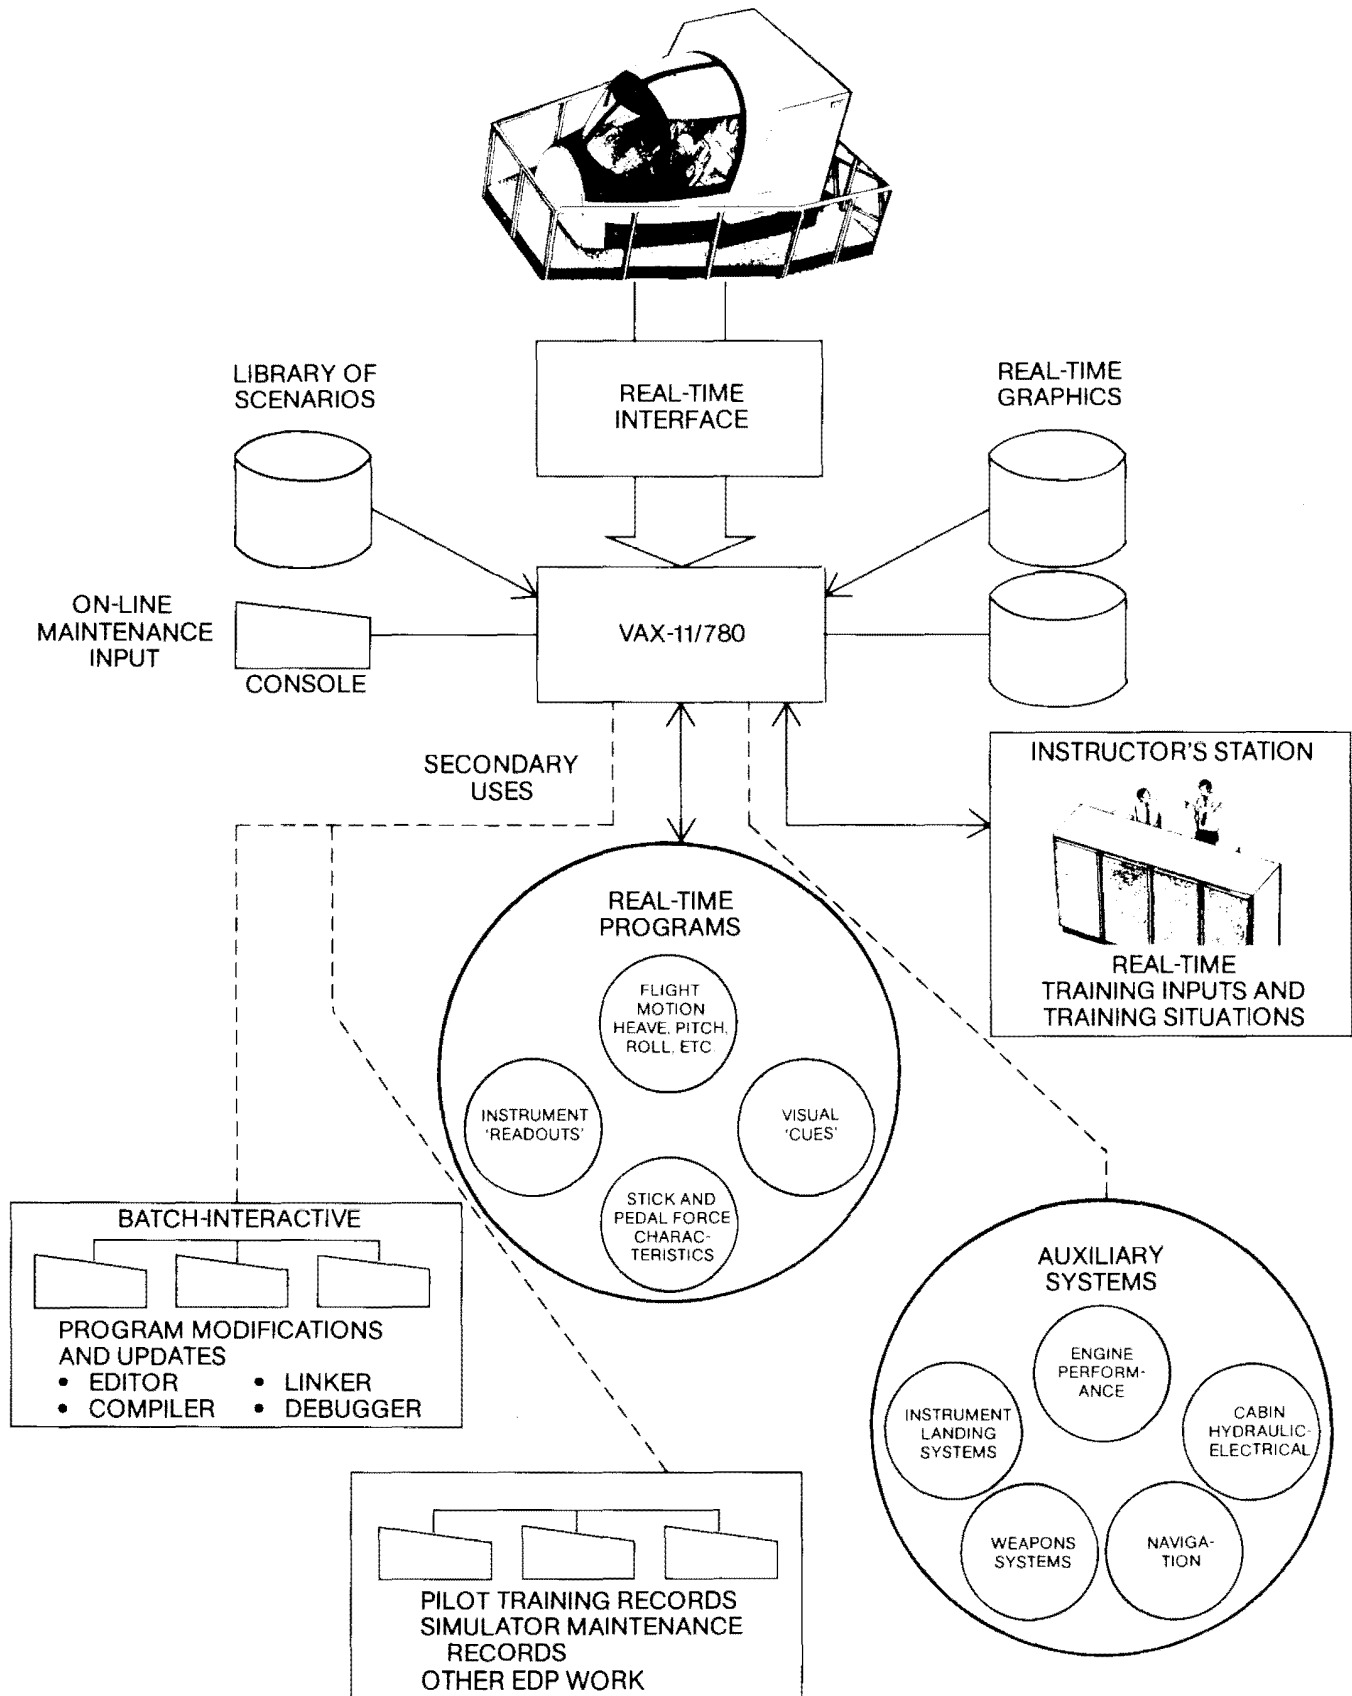 LIBRARY OF
SCENARIOS
REAL-TIME
INTERFACE
REAL-TIME
GRAPHICS
ON-LINE
MAINTENANCE
INPUT
CONSOLE
VAX-11/780
SECONDARY
USES
INSTRUCTOR'S STATION
REAL-TIME
TRAINING INPUTS AND
TRAINING SITUATIONS
REAL-TIME
PROGRAMS
FLIGHT
MOTION
HEAVE, PITCH,
ROLL, ETC.
INSTRUMENT
'READOUTS'
VISUAL
'CUES'
STICK AND
PEDAL FORCE
CHARAC-
TERISTICS
BATCH-INTERACTIVE
PROGRAM MODIFICATIONS
AND UPDATES
• EDITOR • LINKER
• COMPILER • DEBUGGER
AUXILIARY
SYSTEMS
ENGINE
PERFORM-
ANCE
INSTRUMENT
LANDING
SYSTEMS
CABIN
HYDRAULIC-
ELECTRICAL
WEAPONS
SYSTEMS
NAVIGA-
TION
PILOT TRAINING RECORDS
SIMULATOR MAINTENANCE
RECORDS
OTHER EDP WORK